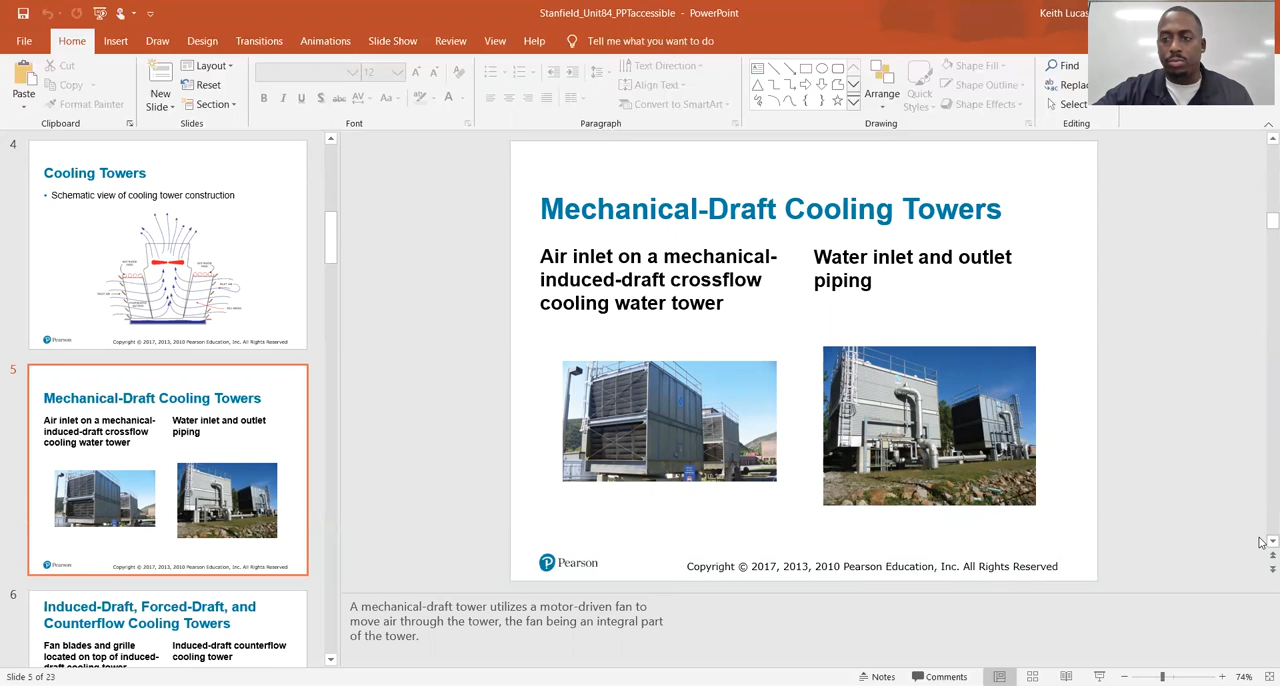 Stanfield_Unit84_PPTaccessible - PowerPoint
Keith Lucas
File Home Insert Draw Design Transitions Animations Slide Show Review View Help Tell me what you want to do
Paste
Cut
Copy
Format Painter
Clipboard
New
Slide
Layout
Reset
Section
Slides
12
Font
Text Direction
Align Text
Convert to SmartArt
Paragraph
Arrange
Quick
Styles
Shape Fill
Shape Outline
Shape Effects
Drawing
Find
Select
Editing
4
Cooling Towers
• Schematic view of cooling tower construction
Pearson
Copyright © 2017, 2013, 2010 Pearson Education, Inc. All Rights Reserved
5
Mechanical-Draft Cooling Towers
Air inlet on a mechanical-
induced-draft crossflow
cooling water tower
Water inlet and outlet
piping
Pearson
Copyright © 2017, 2013, 2010 Pearson Education, Inc. All Rights Reserved
6
Induced-Draft, Forced-Draft, and
Counterflow Cooling Towers
Fan blades and grille
located on top of induced-
draft cooling tower
Induced-draft counterflow
cooling tower
Mechanical-Draft Cooling Towers
Air inlet on a mechanical-
induced-draft crossflow
cooling water tower
Water inlet and outlet
piping
Pearson
Copyright © 2017, 2013, 2010 Pearson Education, Inc. All Rights Reserved
A mechanical-draft tower utilizes a motor-driven fan to
move air through the tower, the fan being an integral part
of the tower.
Slide 5 of 23
Notes
Comments
74%